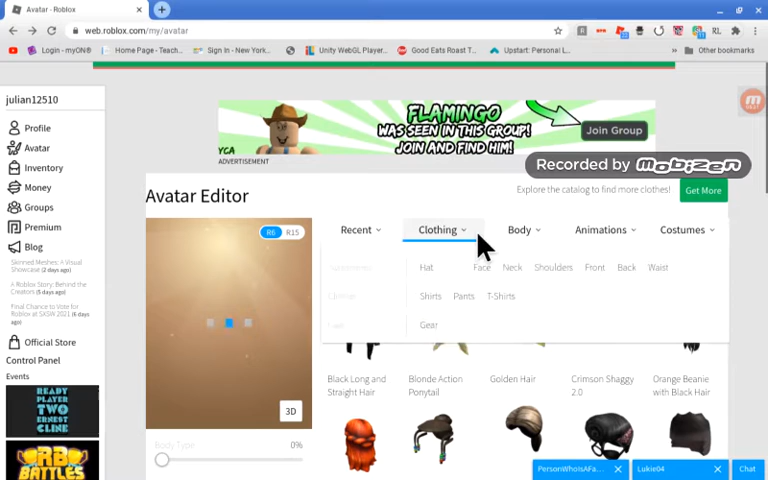 Avatar - Roblox
web.roblox.com/my/avatar
Login - myON®
Home Page - Teach...
Sign In - New York...
Unity WebGL Player...
Good Eats Roast T...
Upstart: Personal L...
Other bookmarks
julian12510
Profile
Avatar
Inventory
Money
Groups
Premium
Blog
Skinned Meshes: A Visual Showcase (2 days ago)
A Roblox Story: Behind the Creators (5 days ago)
Final Chance to Vote for Roblox at SXSW 2021 (6 days ago)
Official Store
Control Panel
Events
READY
PLAYER
TWO
ERNEST
CLINE
RB
BATTLES
YCA
FLAMINGO
WAS SEEN IN THIS GROUP!
JOIN AND FIND HIM!
Join Group
ADVERTISEMENT
Recorded by mobizen
Avatar Editor
Explore the catalog to find more clothes!
Get More
R6 R15
3D
Body Type 0%
Recent Clothing Body Animations Costumes
Hat Face Neck Shoulders Front Back Waist
Shirts Pants T-Shirts
Gear
Black Long and Straight Hair
Blonde Action Ponytail
Golden Hair
Crimson Shaggy 2.0
Orange Beanie with Black Hair
PersonWhoIsAFa...
Lukie04
Chat